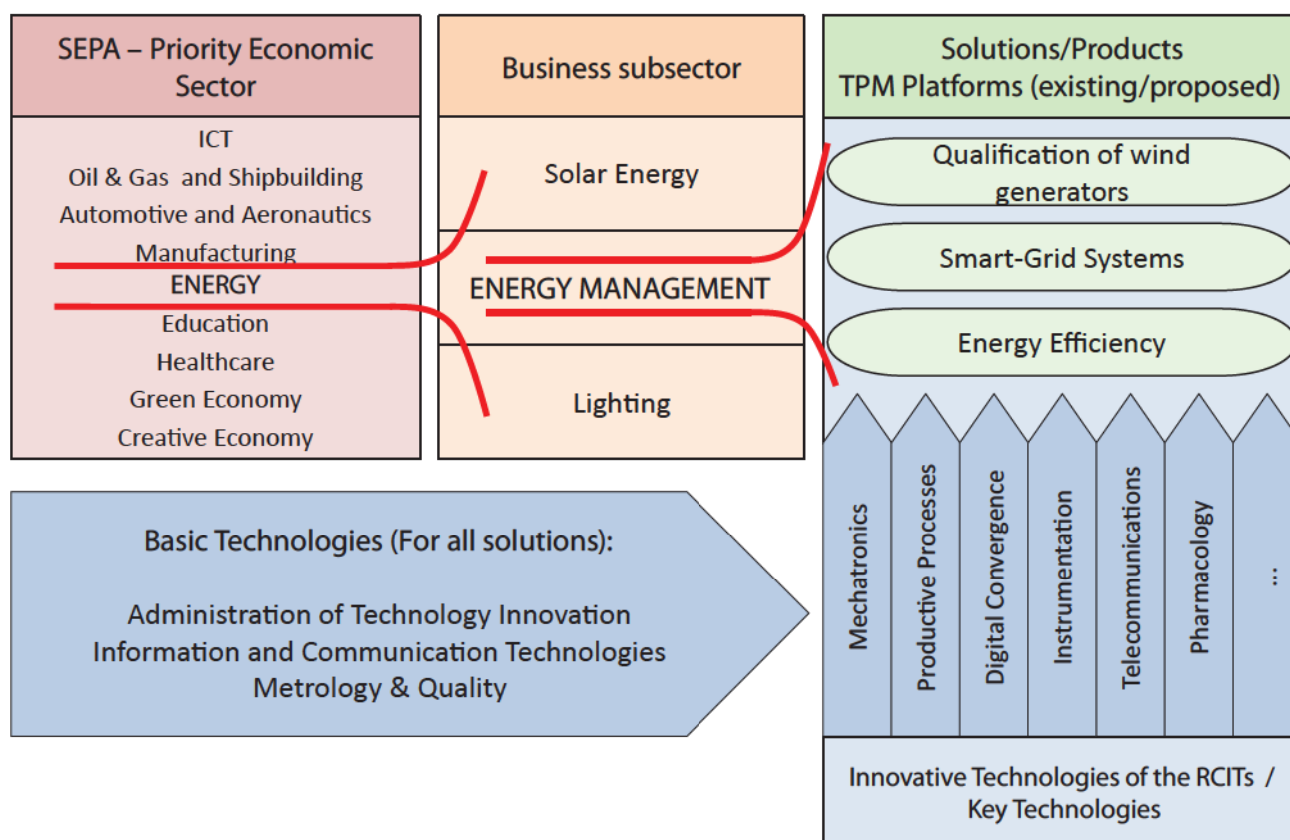 SEPA – Priority Economic
Sector
ICT
Oil & Gas and Shipbuilding
Automotive and Aeronautics
Manufacturing
ENERGY
Education
Healthcare
Green Economy
Creative Economy
Business subsector
Solar Energy
ENERGY MANAGEMENT
Lighting
Solutions/Products
TPM Platforms (existing/proposed)
Qualification of wind
generators
Smart-Grid Systems
Energy Efficiency
Basic Technologies (For all solutions):
Administration of Technology Innovation
Information and Communication Technologies
Metrology & Quality
Mechatronics
Productive Processes
Digital Convergence
Instrumentation
Telecommunications
Pharmacology
...
Innovative Technologies of the RCITs /
Key Technologies